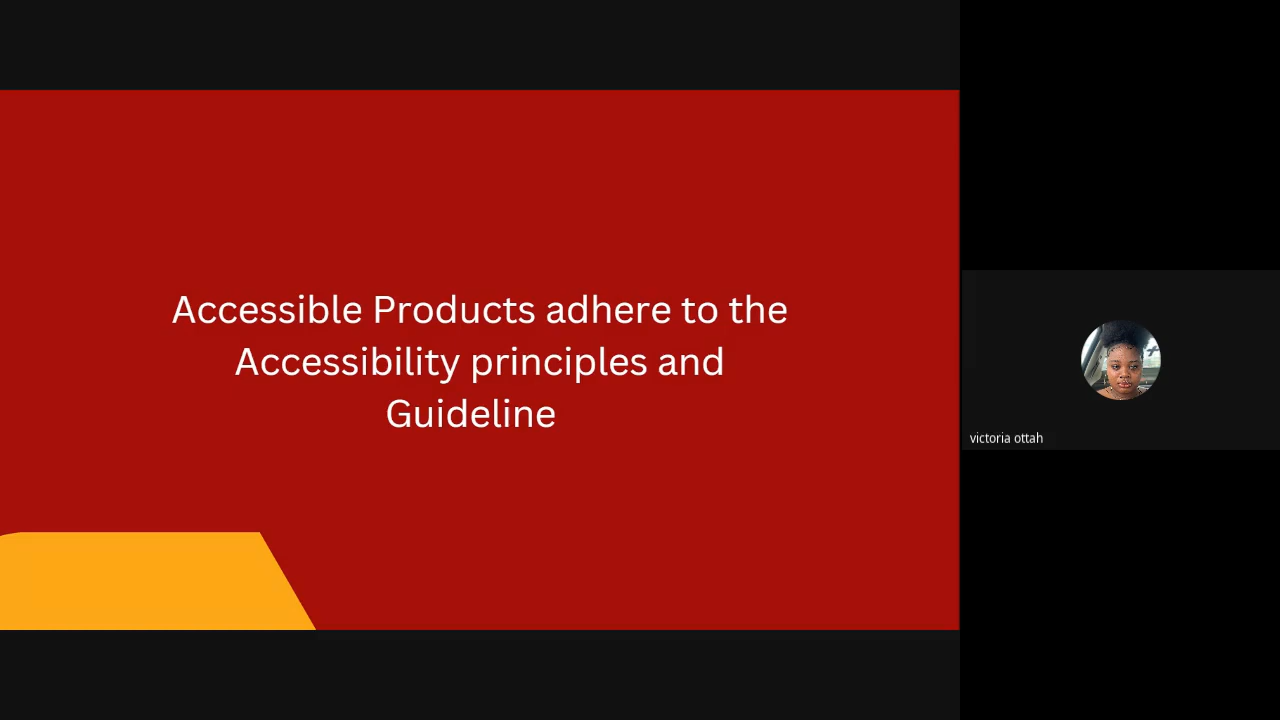 Accessible Products adhere to the
Accessibility principles and
Guideline
victoria ottah